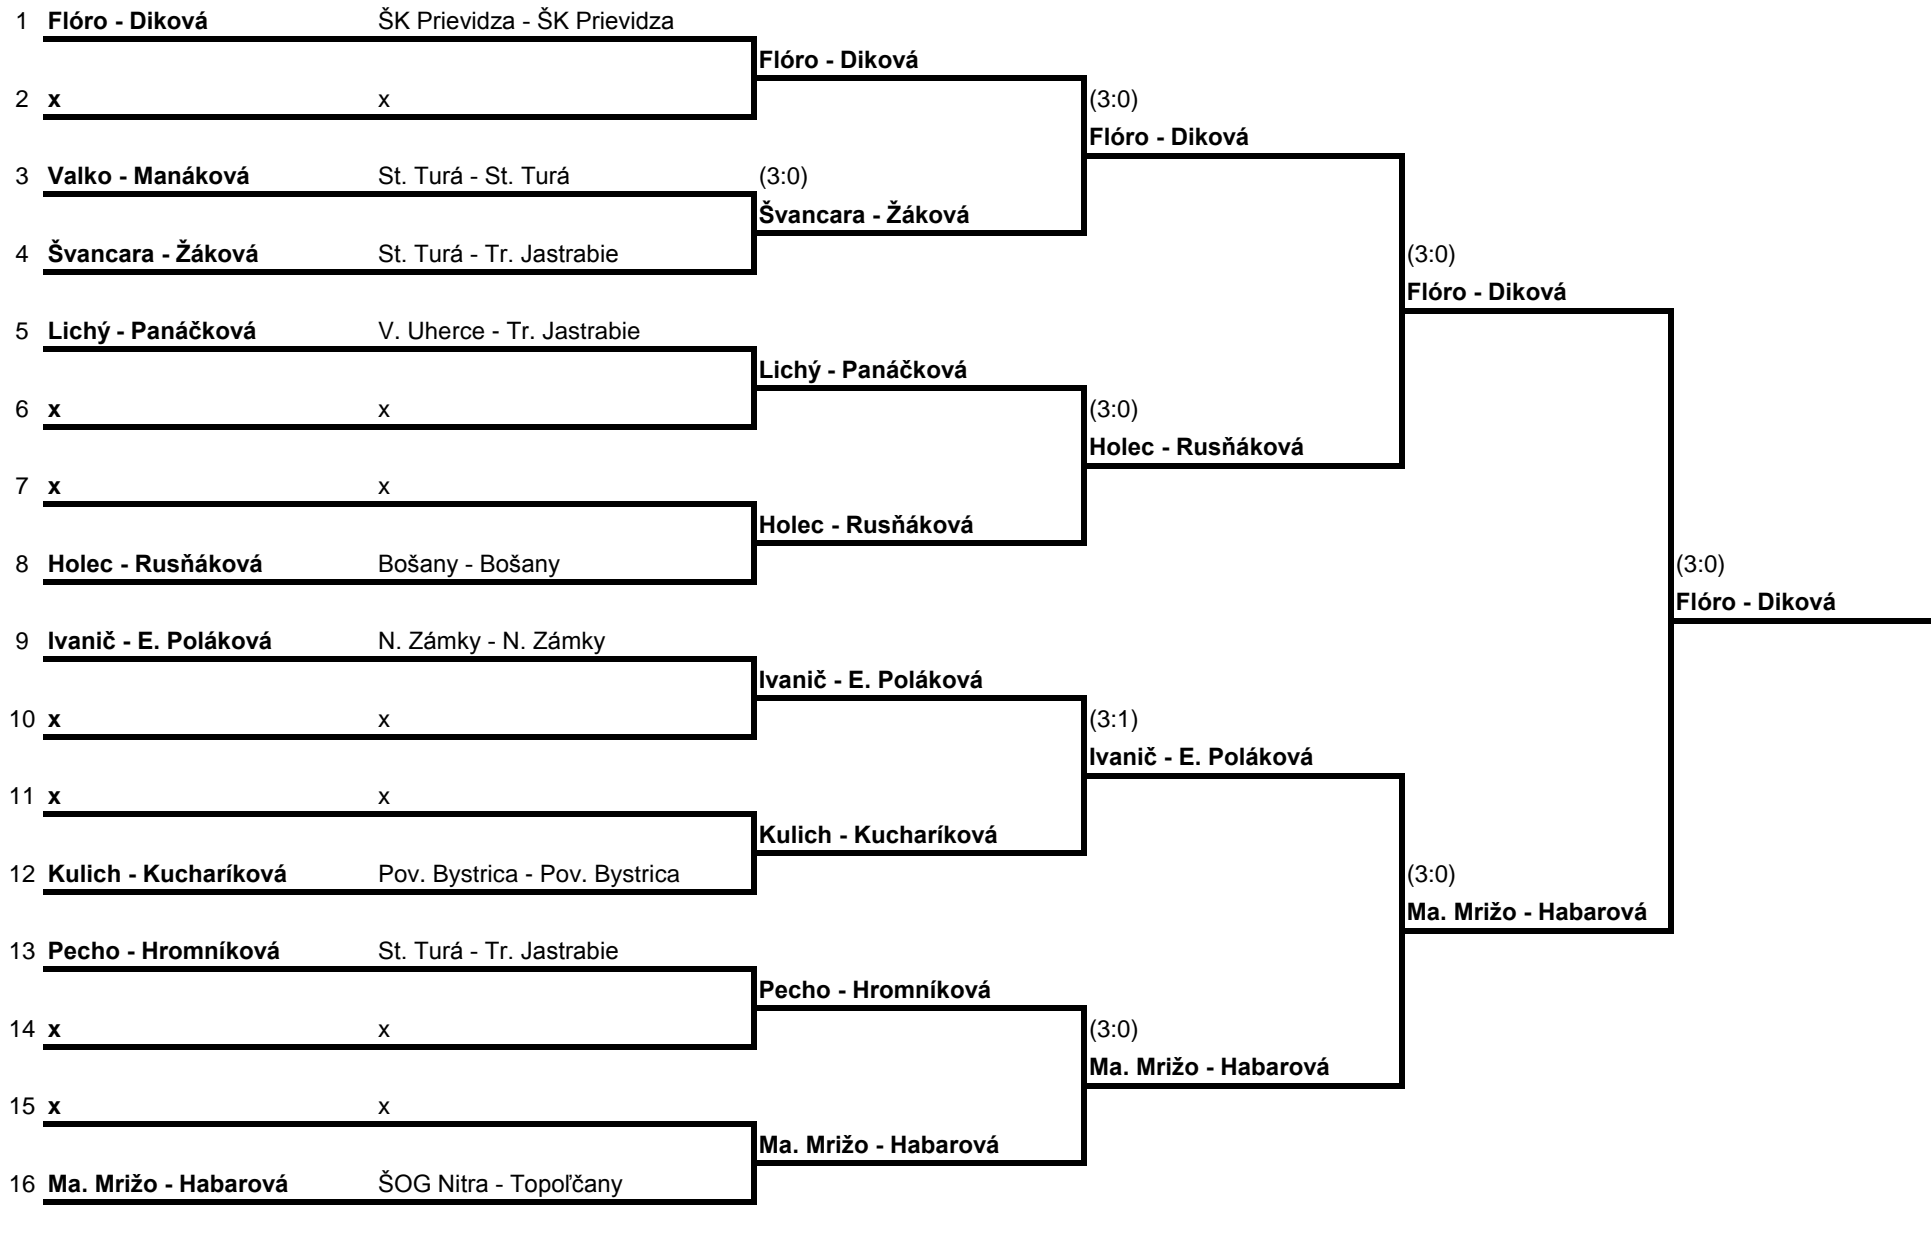 1 Flóro - Diková ŠK Prievidza - ŠK Prievidza
Flóro - Diková
2 x x (3:0)
Flóro - Diková
3 Valko - Manáková St. Turá - St. Turá (3:0)
Švancara - Žáková
4 Švancara - Žáková St. Turá - Tr. Jastrabie (3:0)
Flóro - Diková
5 Lichý - Panáčková V. Uherce - Tr. Jastrabie
Lichý - Panáčková
6 x x (3:0)
Holec - Rusňáková
7 x x
Holec - Rusňáková
8 Holec - Rusňáková Bošany - Bošany (3:0)
Flóro - Diková
9 Ivanič - E. Poláková N. Zámky - N. Zámky
Ivanič - E. Poláková
10 x x (3:1)
Ivanič - E. Poláková
11 x x
Kulich - Kucharíková
12 Kulich - Kucharíková Pov. Bystrica - Pov. Bystrica (3:0)
Ma. Mrižo - Habarová
13 Pecho - Hromníková St. Turá - Tr. Jastrabie
Pecho - Hromníková
14 x x (3:0)
Ma. Mrižo - Habarová
15 x x
Ma. Mrižo - Habarová
16 Ma. Mrižo - Habarová ŠOG Nitra - Topoľčany